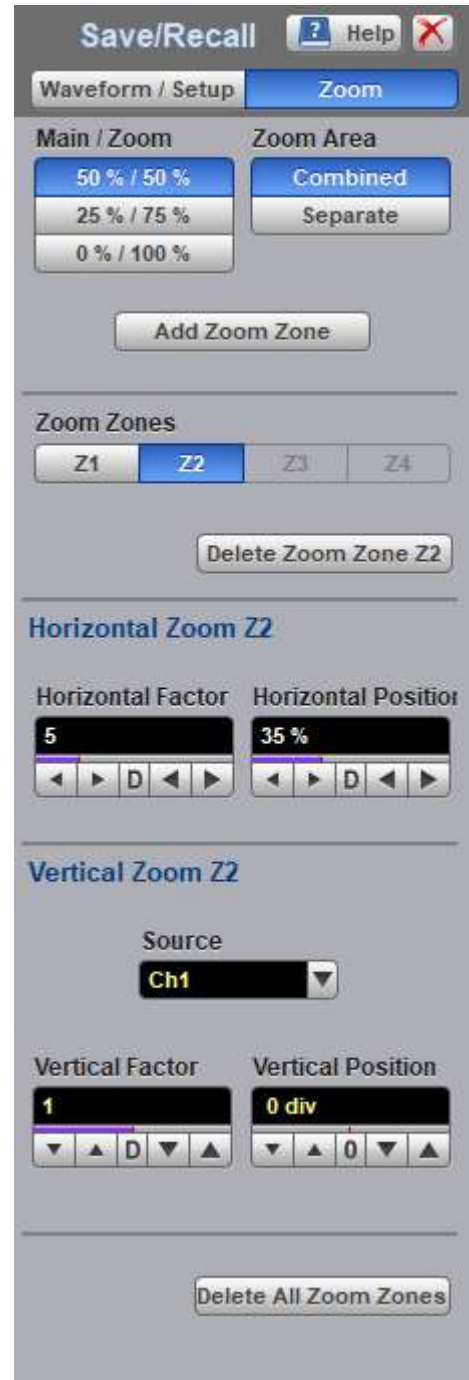 Save/Recall ? Help
Waveform / Setup Zoom
Main / Zoom Zoom Area
50 % / 50 % Combined
25 % / 75 % Separate
0 % / 100 %
Add Zoom Zone
Zoom Zones
Z1 Z2 Z3 Z4
Delete Zoom Zone Z2
Horizontal Zoom Z2
Horizontal Factor Horizontal Position
5 35 %
D D
Vertical Zoom Z2
Source
Ch1
Vertical Factor Vertical Position
1 0 div
D 0
Delete All Zoom Zones